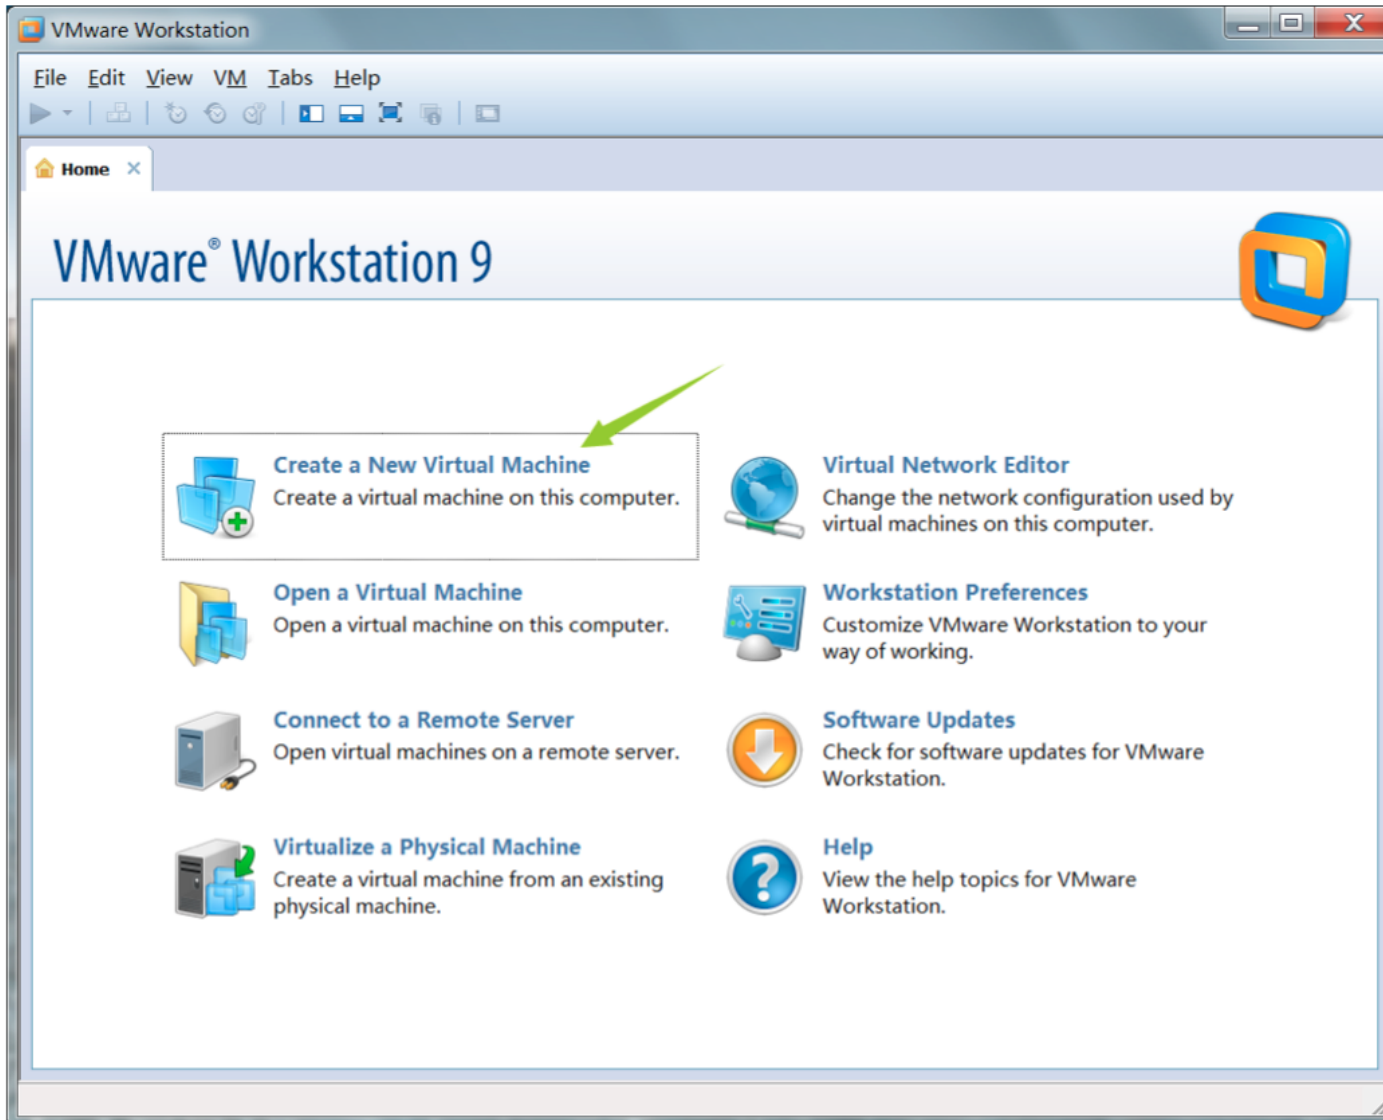 VMware Workstation
File Edit View VM Tabs Help
Home
VMware® Workstation 9
Create a New Virtual Machine
Create a virtual machine on this computer.
Open a Virtual Machine
Open a virtual machine on this computer.
Connect to a Remote Server
Open virtual machines on a remote server.
Virtualize a Physical Machine
Create a virtual machine from an existing
physical machine.
Virtual Network Editor
Change the network configuration used by
virtual machines on this computer.
Workstation Preferences
Customize VMware Workstation to your
way of working.
Software Updates
Check for software updates for VMware
Workstation.
Help
View the help topics for VMware
Workstation.